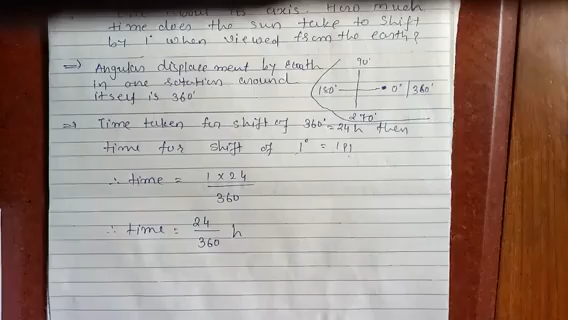 about its axis. How much
time does the sun take to shift
by 1° when viewed from the earth?
⇒ Angular displacement by earth
in one rotation around
itself is 360°
90°
180°
0° / 360°
270°
⇒ Time taken for shift of 360° = 24h then
time for shift of 1° = (?)
∴ time = 1 × 24
360
∴ time = 24 h
360